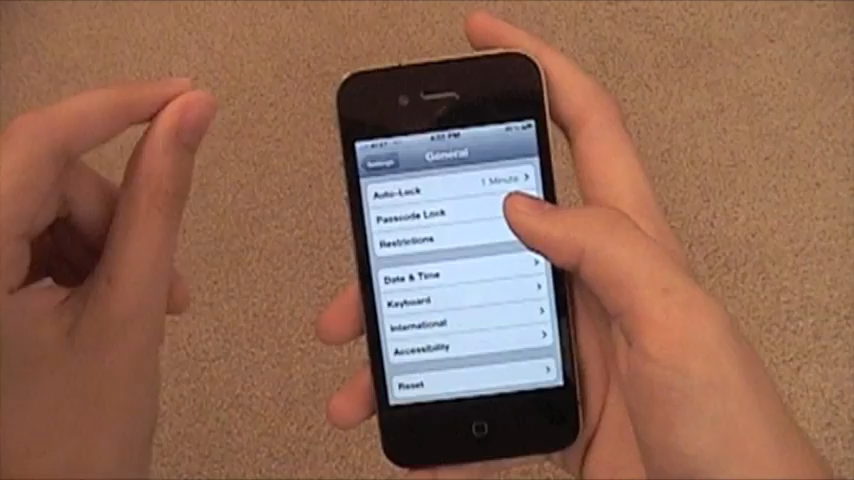 General
Settings
Auto-Lock 1 Minute
Passcode Lock
Restrictions
Date & Time
Keyboard
International
Accessibility
Reset